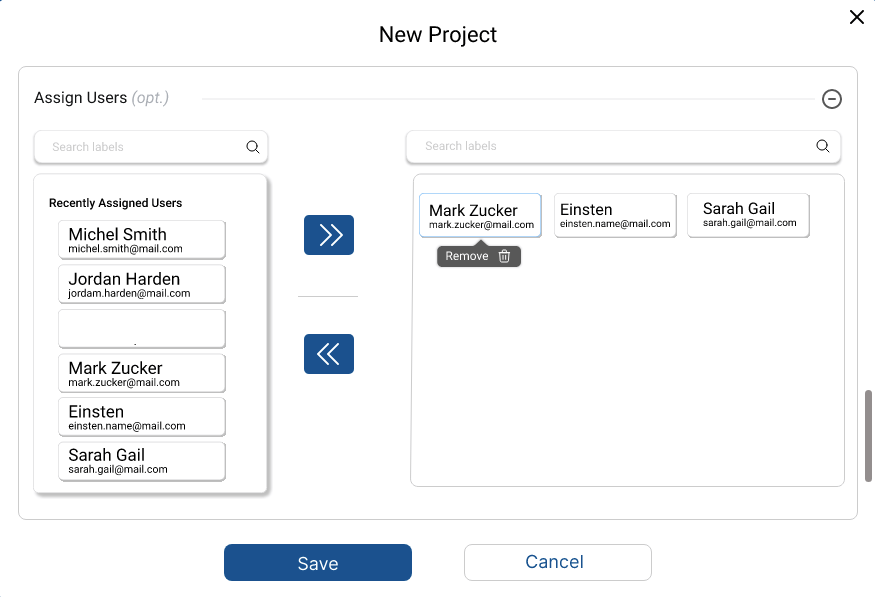 New Project
Assign Users (opt.)
Search labels
Search labels
Recently Assigned Users
Michel Smith
michel.smith@mail.com
Jordan Harden
jordam.harden@mail.com
.
Mark Zucker
mark.zucker@mail.com
Einsten
einsten.name@mail.com
Sarah Gail
sarah.gail@mail.com
Mark Zucker
mark.zucker@mail.com
Remove
Einsten
einsten.name@mail.com
Sarah Gail
sarah.gail@mail.com
Save
Cancel